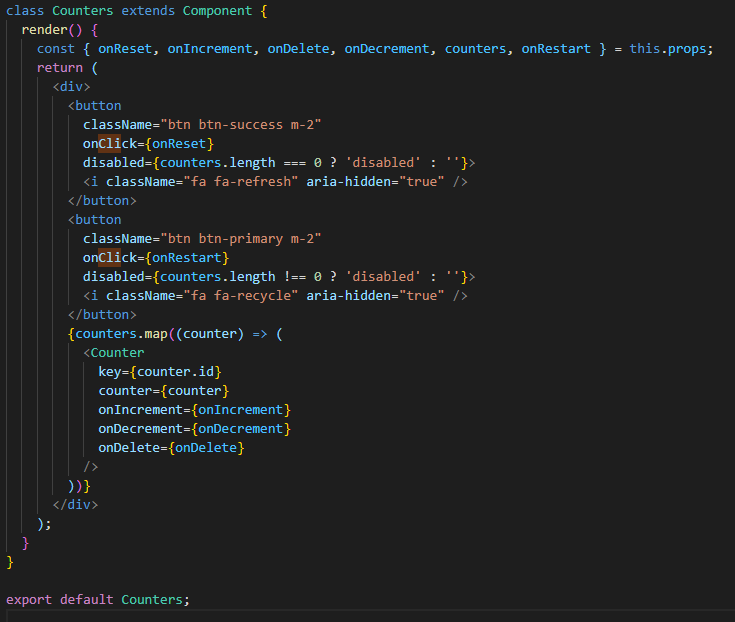 class Counters extends Component {
render() {
const { onReset, onIncrement, onDelete, onDecrement, counters, onRestart } = this.props;
return (
<div>
<button
className="btn btn-success m-2"
onClick={onReset}
disabled={counters.length === 0 ? 'disabled' : ''}>
<i className="fa fa-refresh" aria-hidden="true" />
</button>
<button
className="btn btn-primary m-2"
onClick={onRestart}
disabled={counters.length !== 0 ? 'disabled' : ''}>
<i className="fa fa-recycle" aria-hidden="true" />
</button>
{counters.map((counter) => (
<Counter
key={counter.id}
counter={counter}
onIncrement={onIncrement}
onDecrement={onDecrement}
onDelete={onDelete}
/>
))}
</div>
);
}
}
export default Counters;